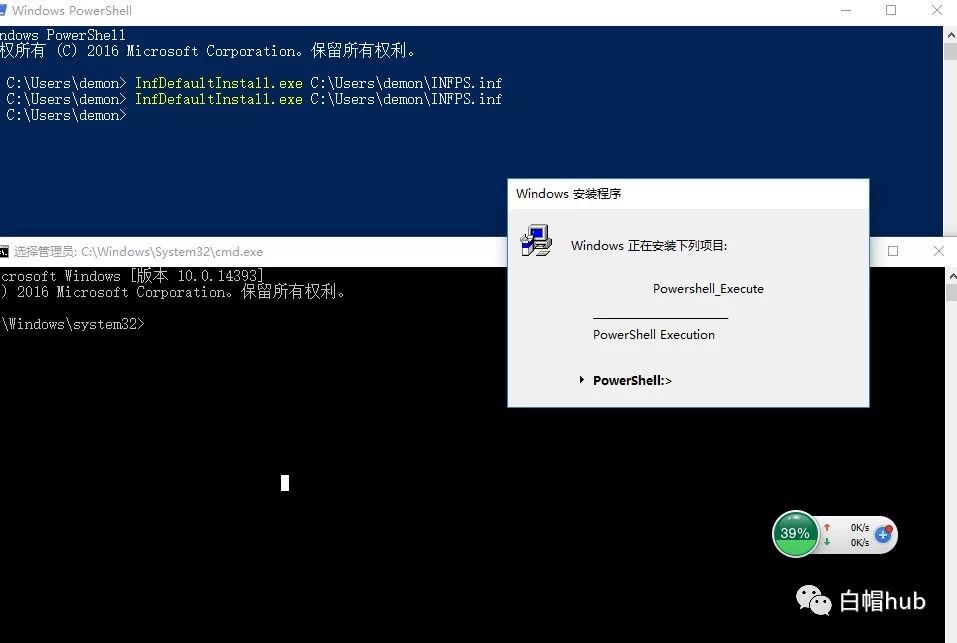 Windows PowerShell
ndows PowerShell
权所有 (C) 2016 Microsoft Corporation。保留所有权利。
C:\Users\demon> InfDefaultInstall.exe C:\Users\demon\INFPS.inf
C:\Users\demon> InfDefaultInstall.exe C:\Users\demon\INFPS.inf
C:\Users\demon>
Windows 安装程序
Windows 正在安装下列项目:
Powershell_Execute
PowerShell Execution
PowerShell:>
选择管理员: C:\Windows\System32\cmd.exe
crosoft Windows [版本 10.0.14393]
) 2016 Microsoft Corporation。保留所有权利。
\Windows\system32>
39%
0K/s
0K/s
白帽hub